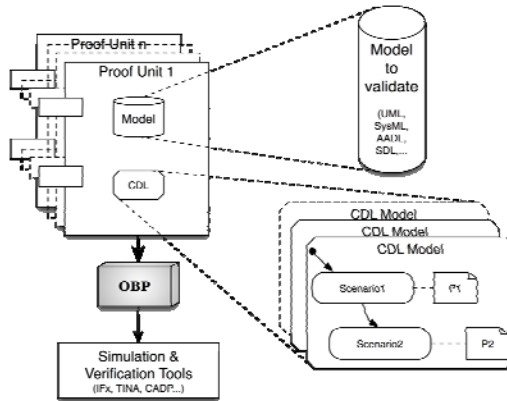 Proof Unit n
Proof Unit 1
Model
CDL
OBP
Simulation &
Verification Tools
(IFx, TINA, CADP...)
Model
to
validate
(UML,
SysML,
AADL,
SDL,...
CDL Model
CDL Model
CDL Model
Scenario1
Scenario2
P2